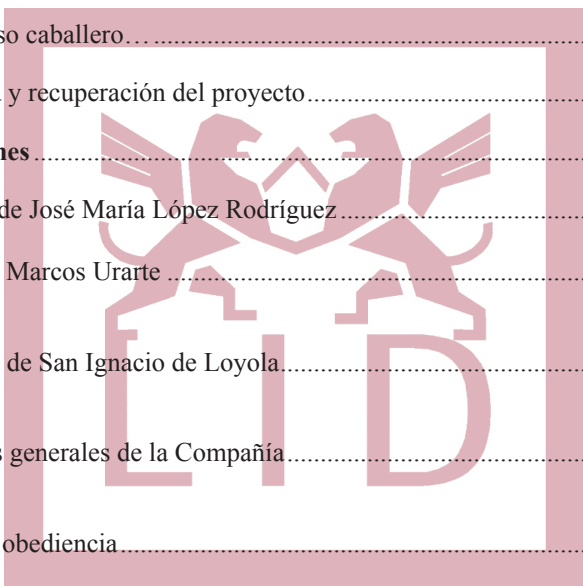 so caballero… ................................................................
y recuperación del proyecto................................................
nes ....................................................................................
de José María López Rodríguez .........................................
Marcos Urarte ...................................................................
de San Ignacio de Loyola...................................................
s generales de la Compañía................................................
obediencia..........................................................................
LID